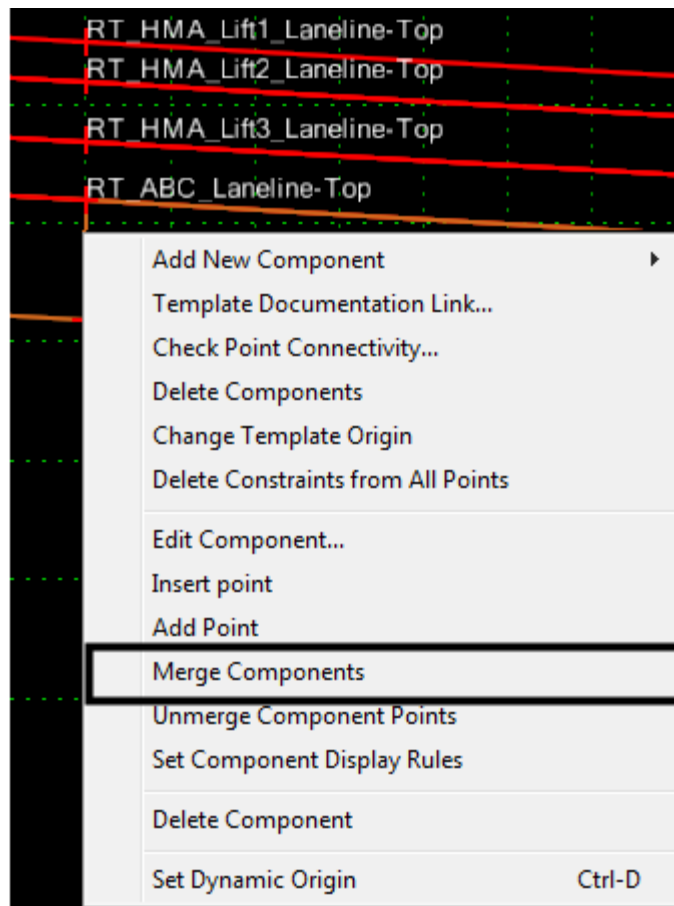 RT_HMA_Lift1_Laneline-Top
RT_HMA_Lift2_Laneline-Top
RT_HMA_Lift3_Laneline-Top
RT_ABC_Laneline-Top
Add New Component
Template Documentation Link...
Check Point Connectivity...
Delete Components
Change Template Origin
Delete Constraints from All Points
Edit Component...
Insert point
Add Point
Merge Components
Unmerge Component Points
Set Component Display Rules
Delete Component
Set Dynamic Origin Ctrl-D